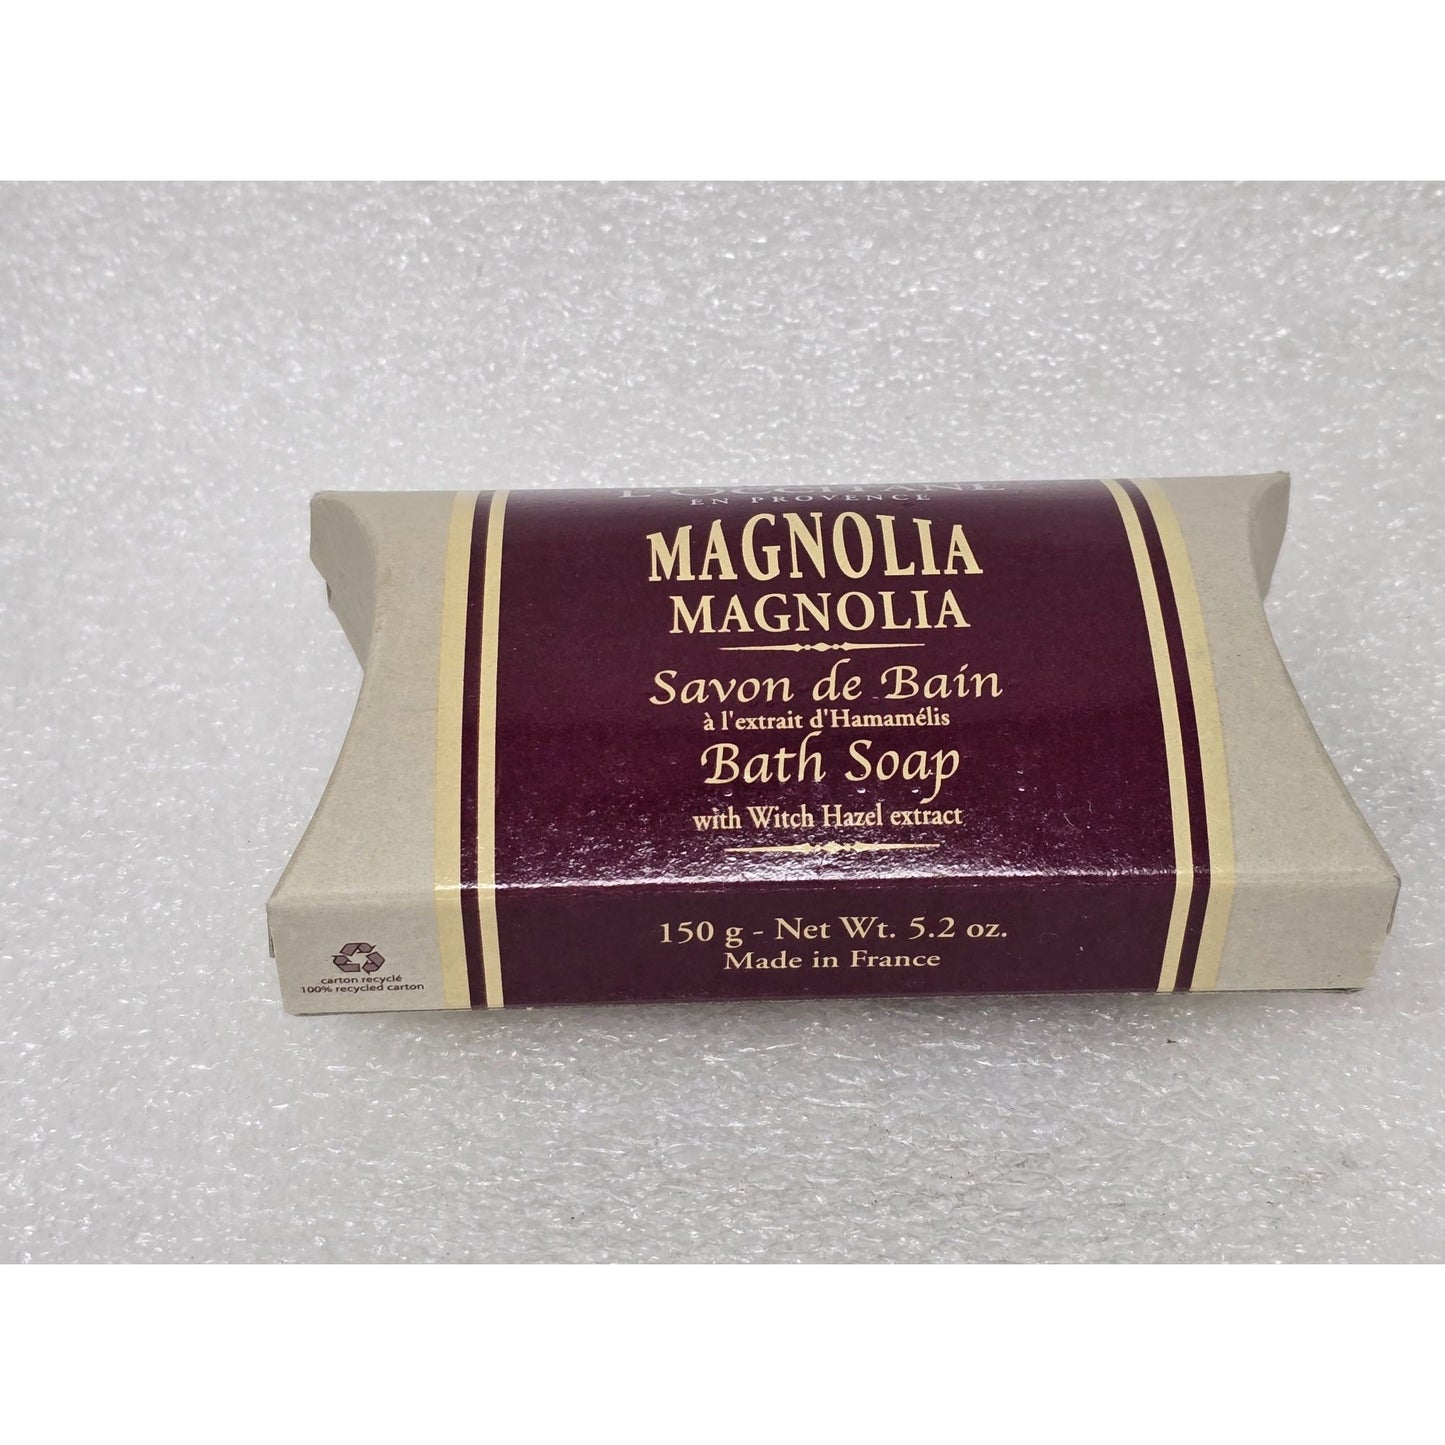 L'OCCITANE
EN PROVENCE
MAGNOLIA
MAGNOLIA
Savon de Bain
à l'extrait d'Hamamélis
Bath Soap
with Witch Hazel extract
150 g - Net Wt. 5.2 oz.
Made in France
carton recyclé
100% recycled carton